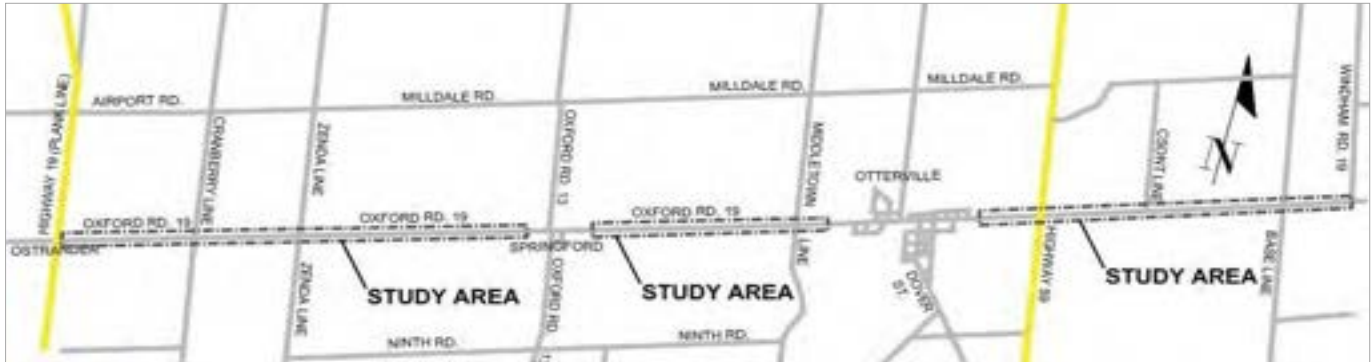 AIRPORT RD.
MILLDALE RD.
MILLDALE RD.
MILLDALE RD.
HIGHWAY 19 (PLANK LINE)
CRANBERRY LINE
ZENDA LINE
OXFORD RD. 13
MIDDLETOWN
LINE
CSONT LINE
WINDHAM RD. 19
N
OTTERVILLE
OXFORD RD. 19
OXFORD RD. 19
OXFORD RD. 19
OSTRANDER
SPRINGFORD
ZENDA LINE
OXFORD RD.
DOVER ST.
HIGHWAY 59
BASE LINE
STUDY AREA
STUDY AREA
STUDY AREA
NINTH RD.
NINTH RD.